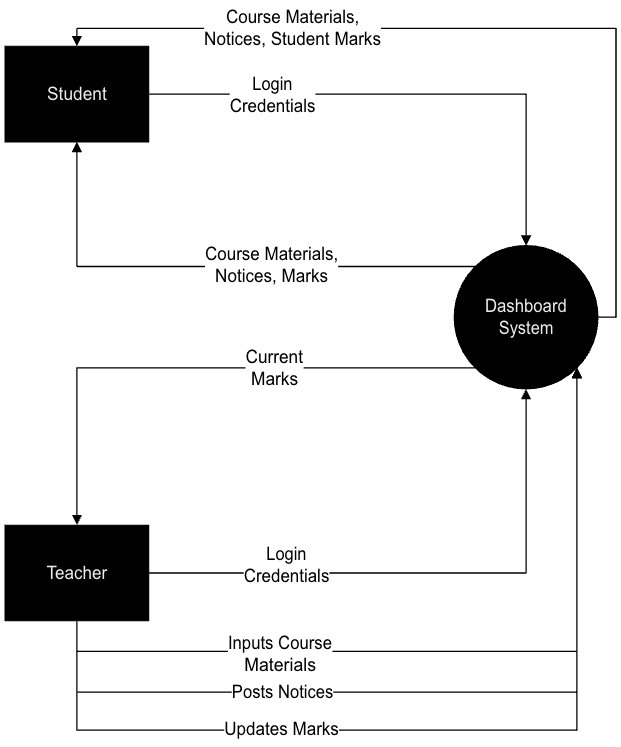 Course Materials,
Notices, Student Marks
Student
Login
Credentials
Course Materials,
Notices, Marks
Dashboard
System
Current
Marks
Teacher
Login
Credentials
Inputs Course
Materials
Posts Notices
Updates Marks